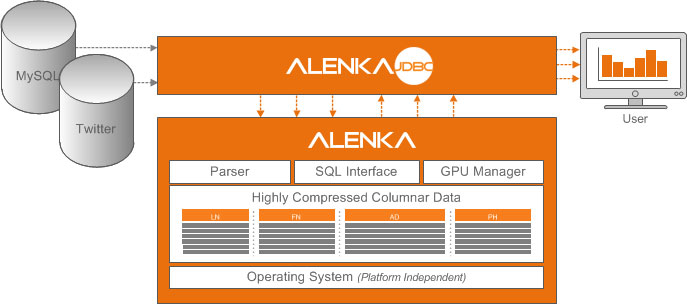 MySQL
Twitter
ALENKA JDBC
User
ALENKA
Parser
SQL Interface
GPU Manager
Highly Compressed Columnar Data
LN
FN
AD
PH
Operating System (Platform Independent)